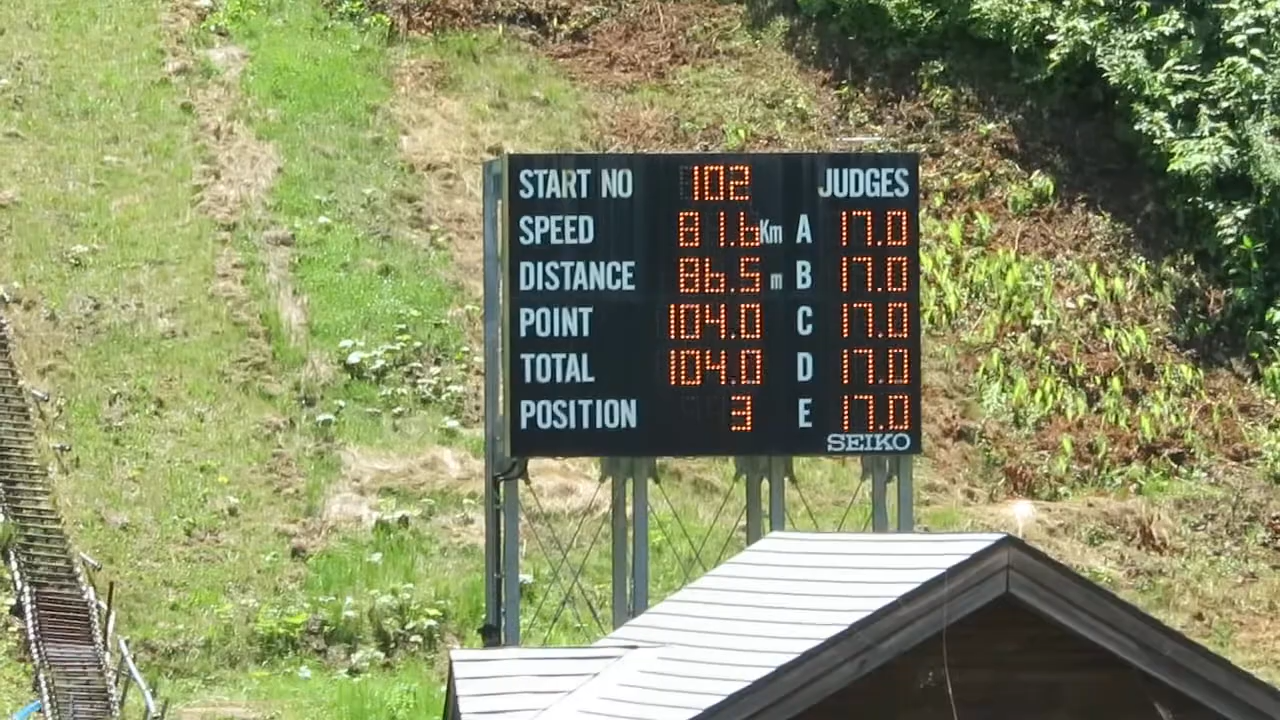 START NO 102 JUDGES
SPEED 81.6 Km A 17.0
DISTANCE 86.5 m B 17.0
POINT 104.0 C 17.0
TOTAL 104.0 D 17.0
POSITION 3 E 17.0
SEIKO